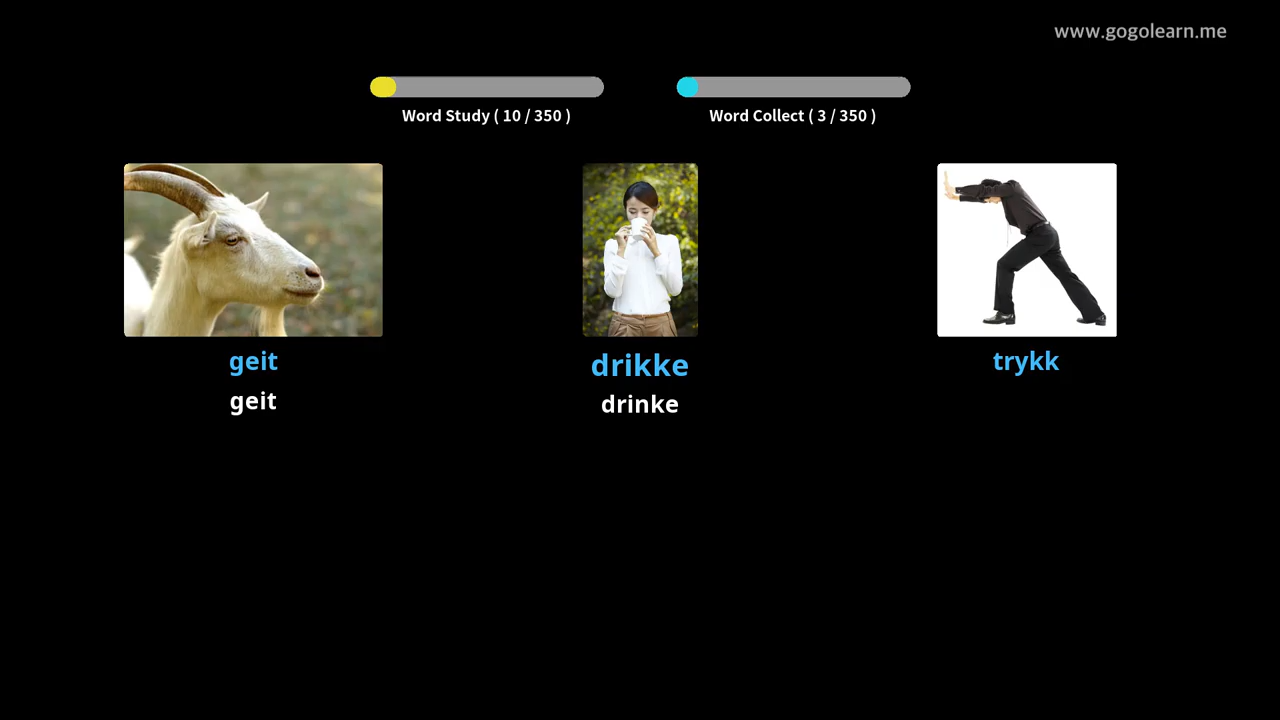 www.gogolearn.me
Word Study ( 10 / 350 )
Word Collect ( 3 / 350 )
geit
drikke
trykk
geit
drinke